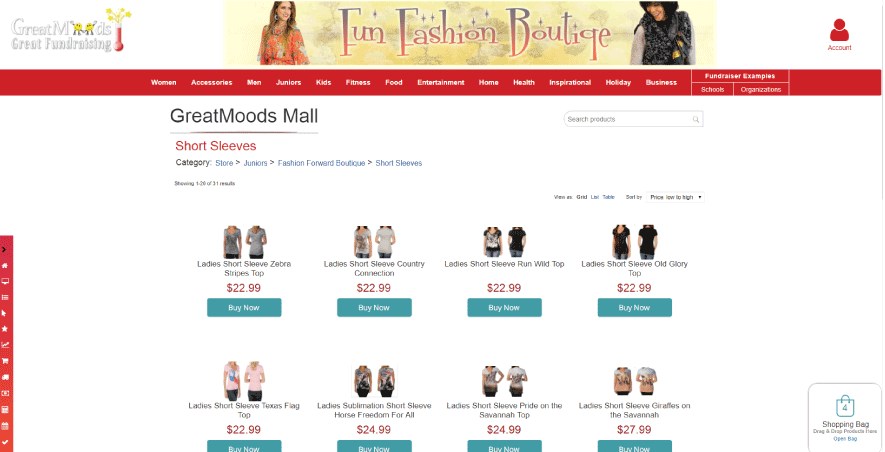 GreatMoods
Great Fundraising
Fun Fashion Boutique
Account
Women Accessories Men Juniors Kids Fitness Food Entertainment Home Health Inspirational Holiday Business
Fundraiser Examples
Schools Organizations
GreatMoods Mall
Search products
Short Sleeves
Category: Store > Juniors > Fashion Forward Boutique > Short Sleeves
Showing 1-20 of 31 results
View as Grid List Table Sort by Price: low to high
Ladies Short Sleeve Zebra
Stripes Top
$22.99
Buy Now
Ladies Short Sleeve Country
Connection
$22.99
Buy Now
Ladies Short Sleeve Run Wild Top
$22.99
Buy Now
Ladies Short Sleeve Old Glory
Top
$22.99
Buy Now
Ladies Short Sleeve Texas Flag
Top
$22.99
Buy Now
Ladies Sublimation Short Sleeve
Horse Freedom For All
$24.99
Buy Now
Ladies Short Sleeve Pride on the
Savannah Top
$24.99
Buy Now
Ladies Short Sleeve Giraffes on
the Savannah
$27.99
Buy Now
4
Shopping Bag
Drag & Drop Products Here
Open Bag